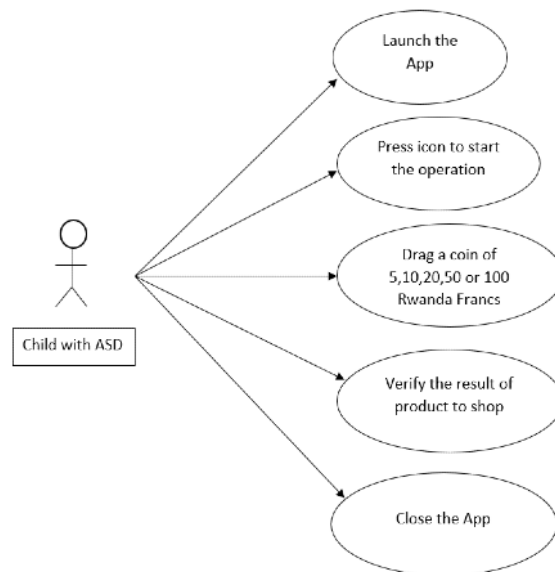 Launch the
App
Press icon to start
the operation
Drag a coin of
5,10,20,50 or 100
Rwanda Francs
Child with ASD
Verify the result of
product to shop
Close the App